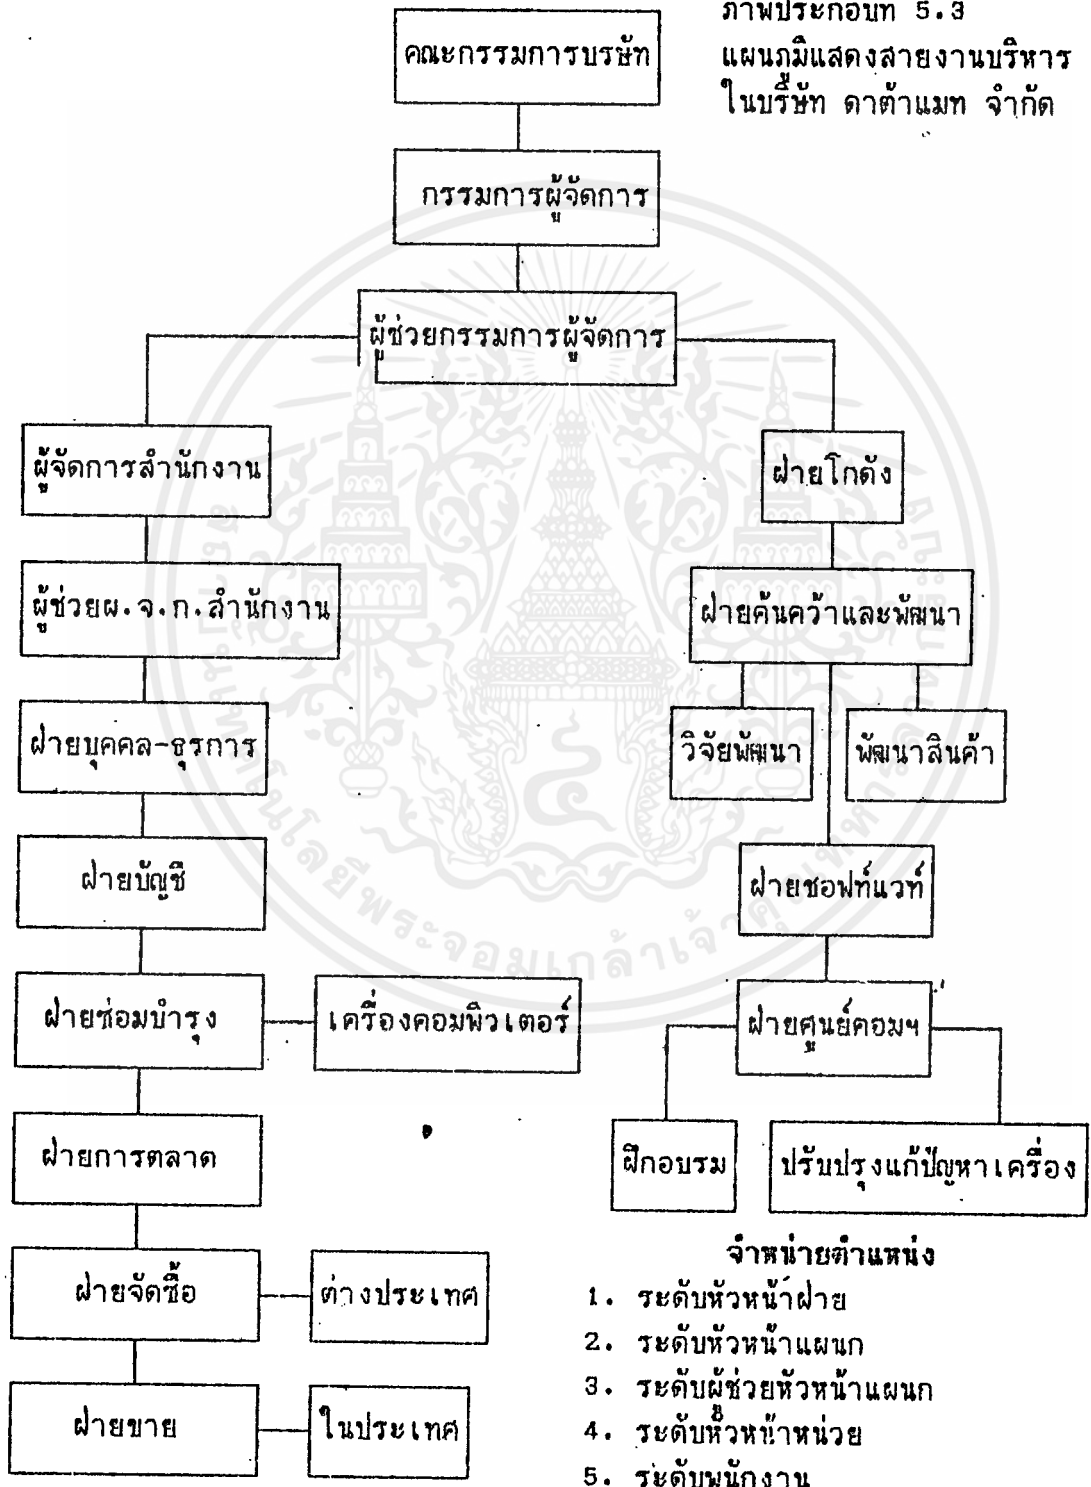 ภาพประกอบที่ 5.3
แผนภูมิแสดงสายงานบริหาร
ในบริษัท ดาต้าแมท จำกัด
คณะกรรมการบรษัท
กรรมการผู้จัดการ
ผู้ช่วยกรรมการผู้จัดการ
ผู้จัดการสำนักงาน
ฝ่ายโกดัง
ผู้ช่วยผ.จ.ก.สำนักงาน
ฝ่ายค้นคว้าและพัฒนา
ฝ่ายบุคคล-ธุรการ
วิจัยพัฒนา
พัฒนาสินค้า
ฝ่ายบัญชี
ฝ่ายซอฟท์แวท์
ฝ่ายซ่อมบำรุง
เครื่องคอมพิวเตอร์
ฝ่ายศูนย์คอมฯ
ฝ่ายการตลาด
ฝึกอบรม
ปรับปรุงแก้ปัญหาเครื่อง
ฝ่ายจัดซื้อ
ต่างประเทศ
ฝ่ายขาย
ในประเทศ
จำหน่ายตำแหน่ง
1. ระดับหัวหน้าฝ่าย
2. ระดับหัวหน้าแผนก
3. ระดับผู้ช่วยหัวหน้าแผนก
4. ระดับหัวหน้าหน่วย
5. ระดับพนักงาน
พระจอมเกล้าเจ้าคุณทหาร